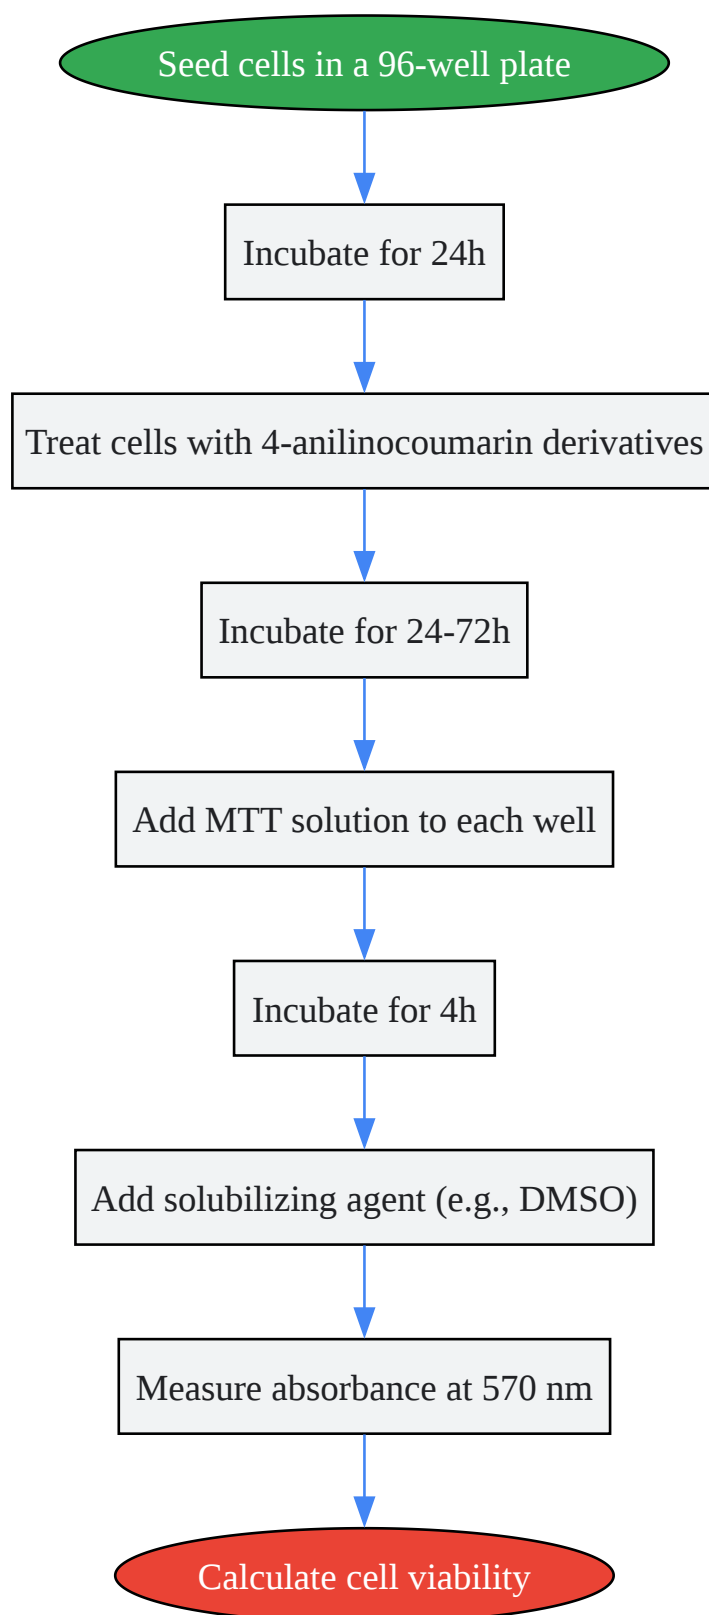 Seed cells in a 96-well plate
Incubate for 24h
Treat cells with 4-anilinocoumarin derivatives
Incubate for 24-72h
Add MTT solution to each well
Incubate for 4h
Add solubilizing agent (e.g., DMSO)
Measure absorbance at 570 nm
Calculate cell viability